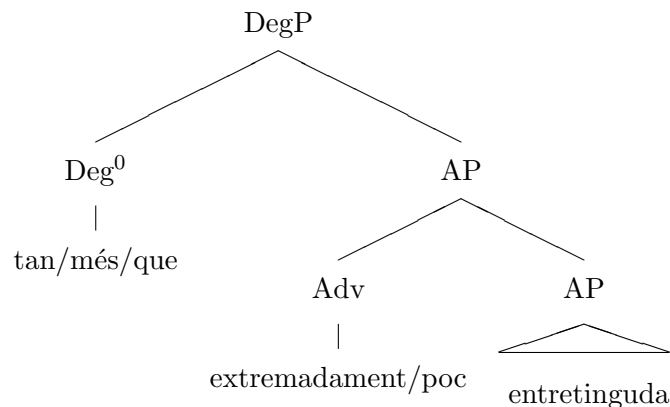 DegP
Deg⁰ AP
tan/més/que
Adv AP
extremadament/poc
entretinguda